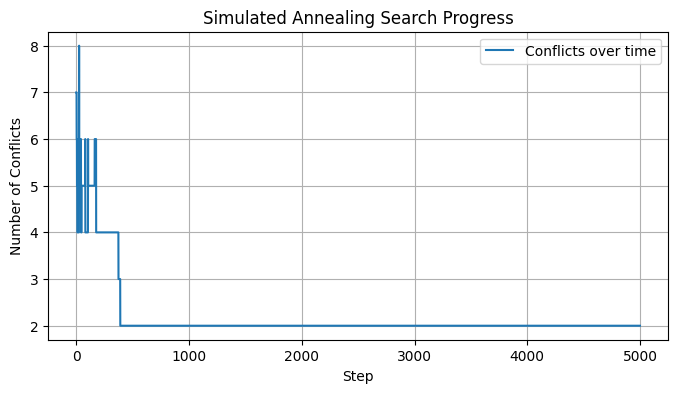 Simulated Annealing Search Progress
Conflicts over time
Number of Conflicts
8
7
6
5
4
3
2
0 1000 2000 3000 4000 5000
Step